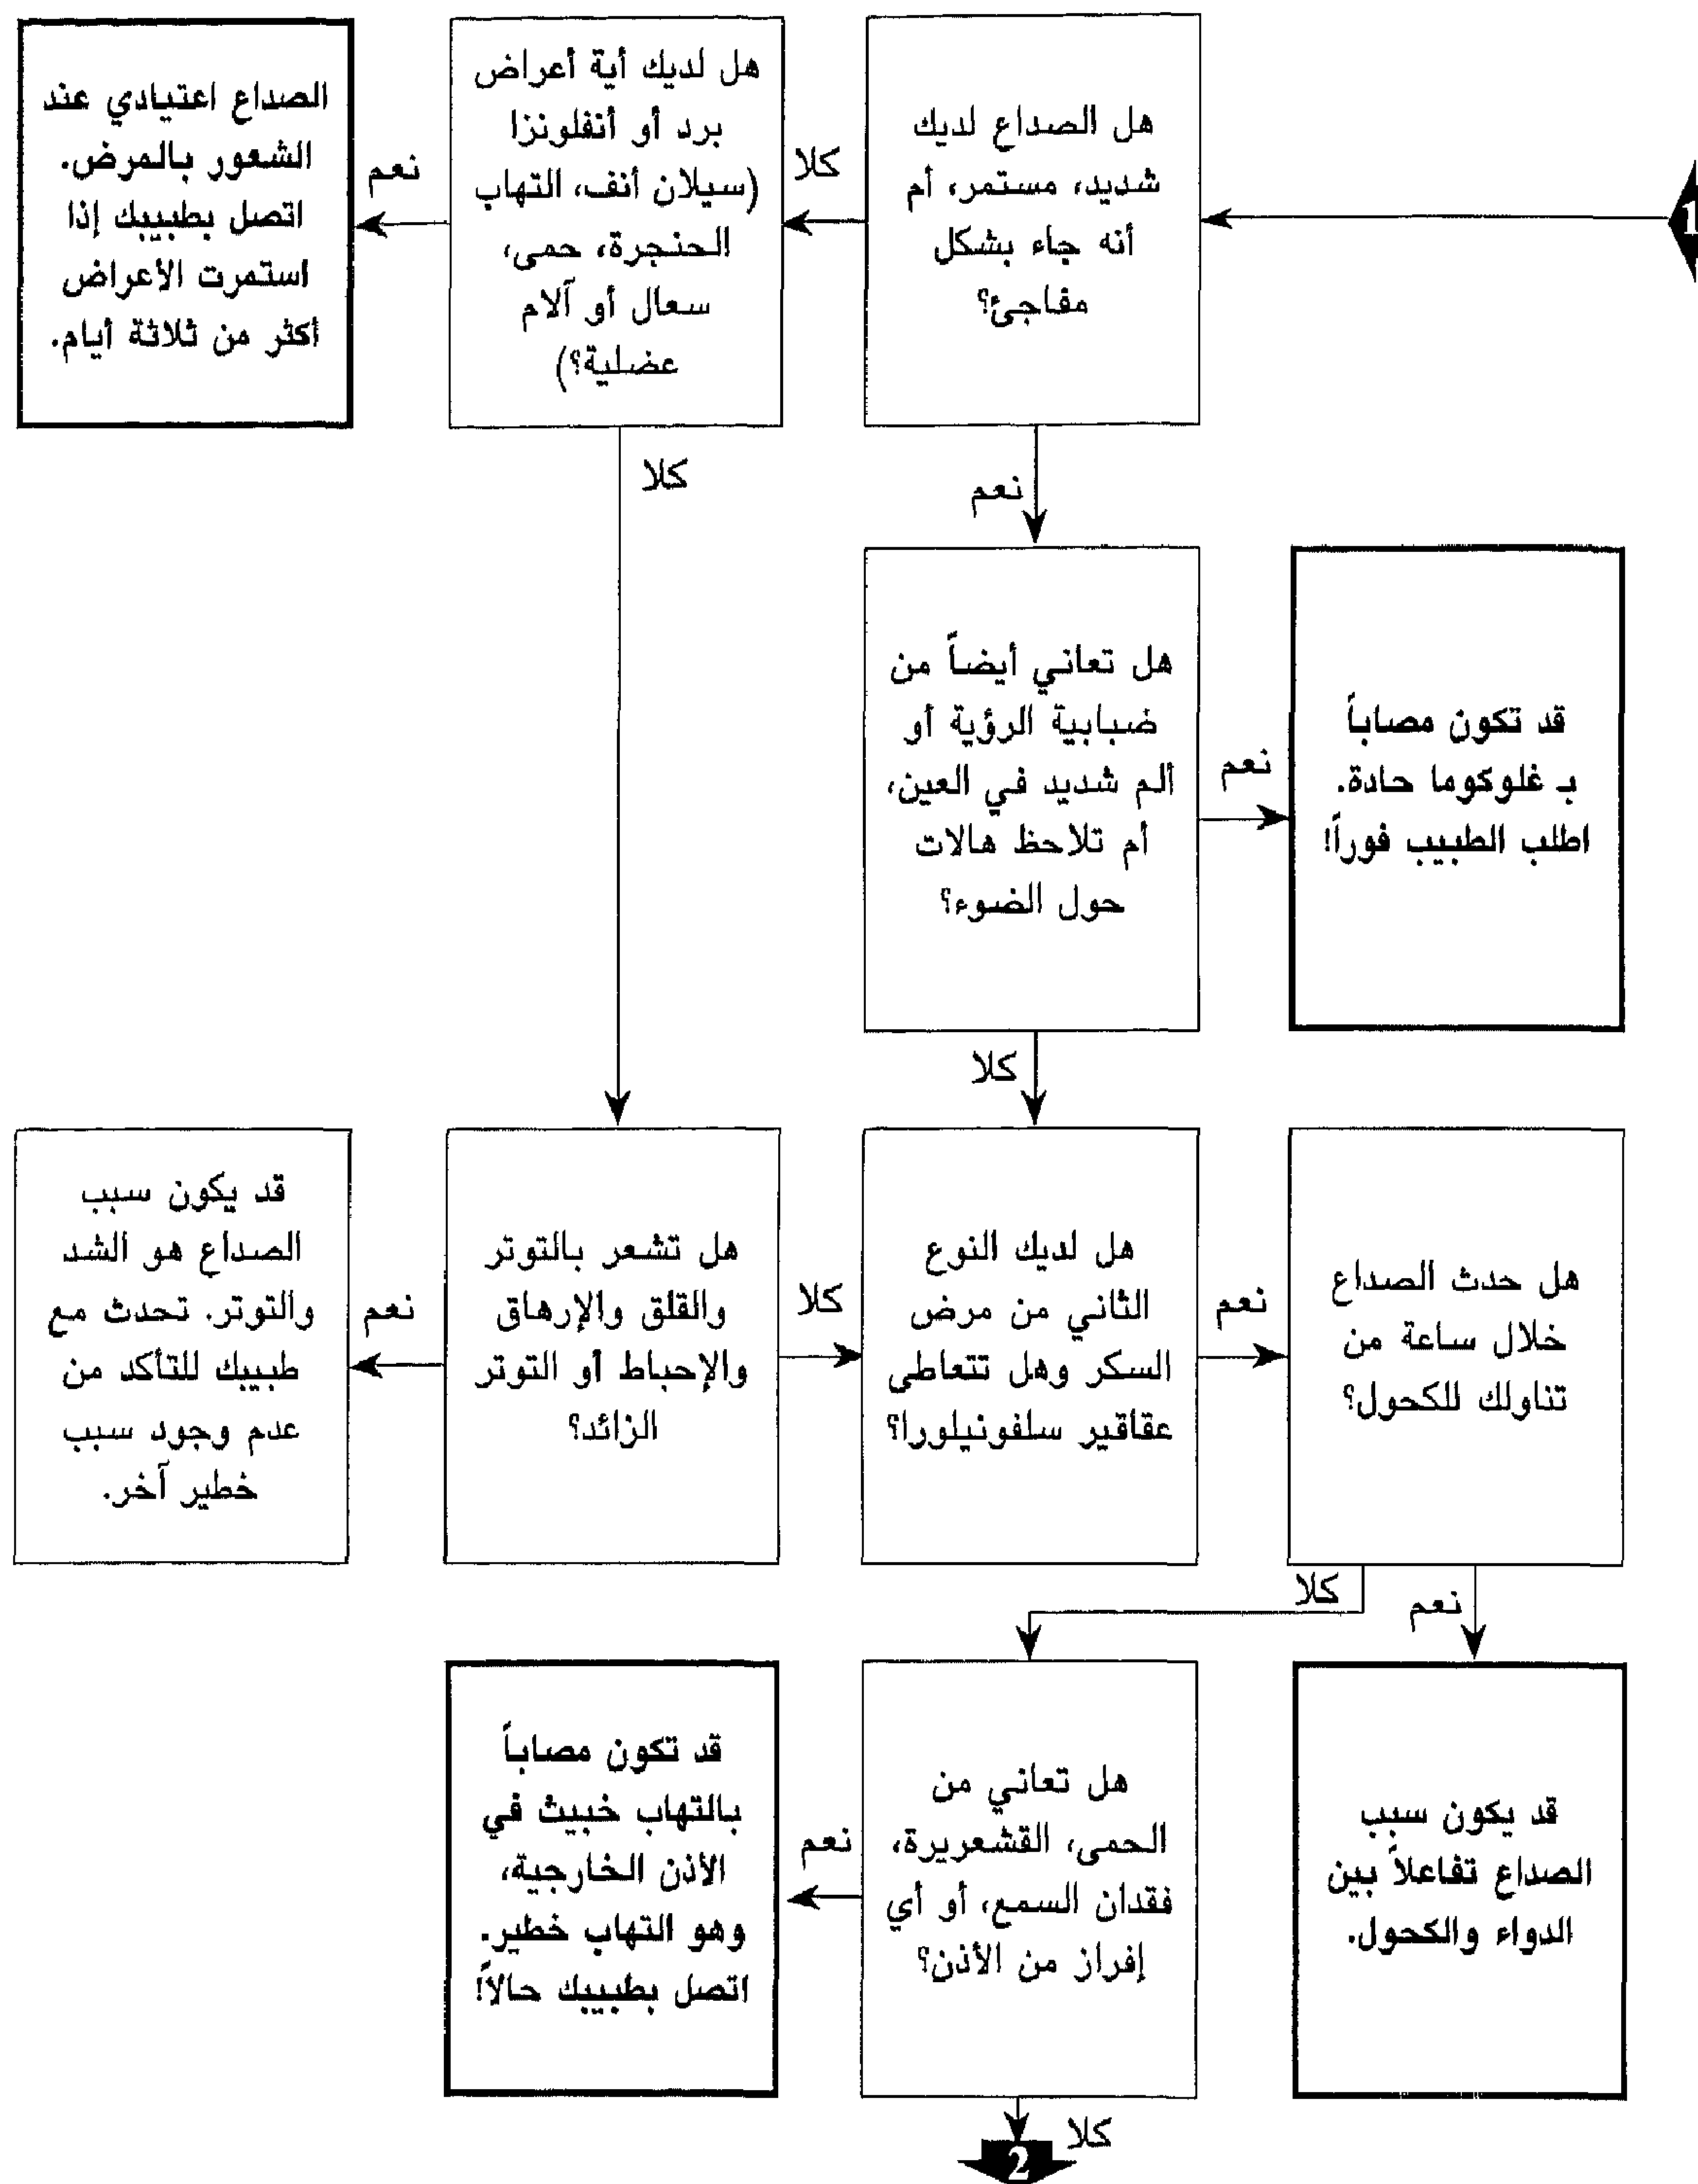 1
هل الصداع لديك
شديد، مستمر، أم
أنه جاء بشكل
مفاجئ؟
كلا
هل لديك أية أعراض
برد أو أنفلونزا
(سيلان أنف، التهاب
الحنجرة، حمى،
سعال أو آلام
عضلية؟)
نعم
الصداع اعتيادي عند
الشعور بالمرض.
اتصل بطبيبك إذا
استمرت الأعراض
أكثر من ثلاثة أيام.
نعم
كلا
قد تكون مصاباً
بـ غلوكوما حادة.
اطلب الطبيب فوراً!
نعم
هل تعاني أيضاً من
ضبابية الرؤية أو
ألم شديد في العين،
أم تلاحظ هالات
حول الضوء؟
كلا
هل حدث الصداع
خلال ساعة من
تناولك للكحول؟
نعم
هل لديك النوع
الثاني من مرض
السكر وهل تتعاطى
عقاقير سلفونيلورا؟
كلا
هل تشعر بالتوتر
والقلق والإرهاق
والإحباط أو التوتر
الزائد؟
نعم
قد يكون سبب
الصداع هو الشد
والتوتر. تحدث مع
طبيبك للتأكد من
عدم وجود سبب
خطير آخر.
نعم
كلا
قد يكون سبب
الصداع تفاعلاً بين
الدواء والكحول.
هل تعاني من
الحمى، القشعريرة،
فقدان السمع، أو أي
إفراز من الأذن؟
نعم
قد تكون مصاباً
بالتهاب خبيث في
الأذن الخارجية،
وهو التهاب خطير.
اتصل بطبيبك حالاً!
كلا
2